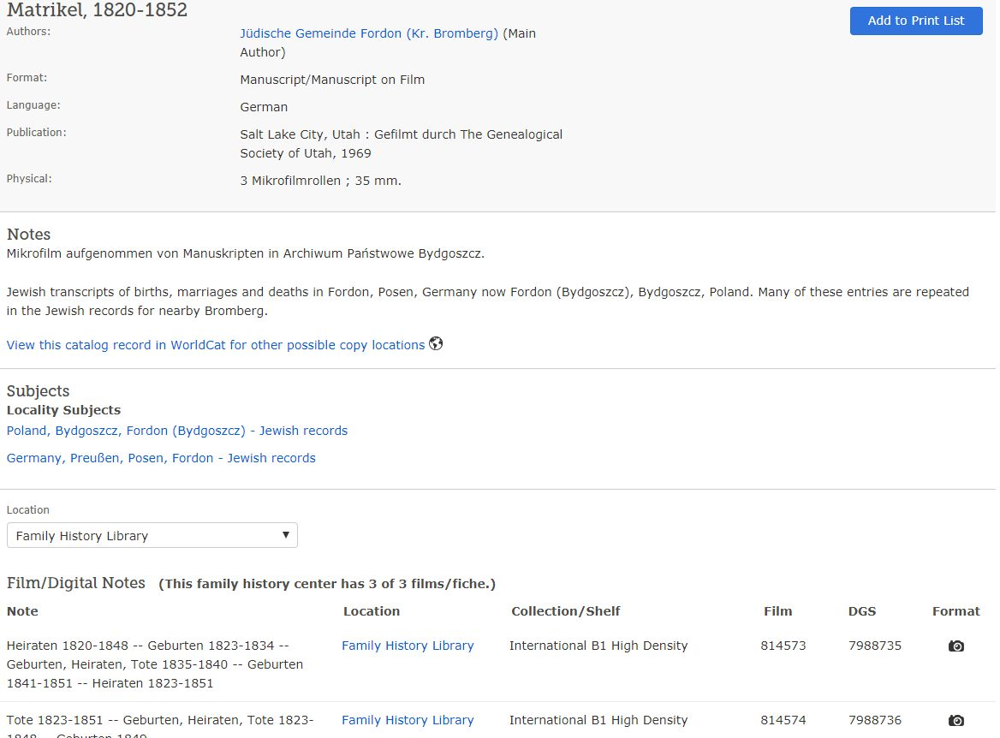 Matrikel, 1820-1852
Add to Print List
Authors:
Jüdische Gemeinde Fordon (Kr. Bromberg) (Main
Author)
Format:
Manuscript/Manuscript on Film
Language:
German
Publication:
Salt Lake City, Utah : Gefilmt durch The Genealogical
Society of Utah, 1969
Physical:
3 Mikrofilmrollen ; 35 mm.
Notes
Mikrofilm aufgenommen von Manuskripten in Archiwum Państwowe Bydgoszcz.
Jewish transcripts of births, marriages and deaths in Fordon, Posen, Germany now Fordon (Bydgoszcz), Bydgoszcz, Poland. Many of these entries are repeated
in the Jewish records for nearby Bromberg.
View this catalog record in WorldCat for other possible copy locations
Subjects
Locality Subjects
Poland, Bydgoszcz, Fordon (Bydgoszcz) - Jewish records
Germany, Preußen, Posen, Fordon - Jewish records
Location
Family History Library
Film/Digital Notes (This family history center has 3 of 3 films/fiche.)
Note Location Collection/Shelf Film DGS Format
Heiraten 1820-1848 -- Geburten 1823-1834 -- Family History Library International B1 High Density 814573 7988735
Geburten, Heiraten, Tote 1835-1840 -- Geburten
1841-1851 -- Heiraten 1823-1851
Tote 1823-1851 -- Geburten, Heiraten, Tote 1823- Family History Library International B1 High Density 814574 7988736
1848 -- Geburten 1849